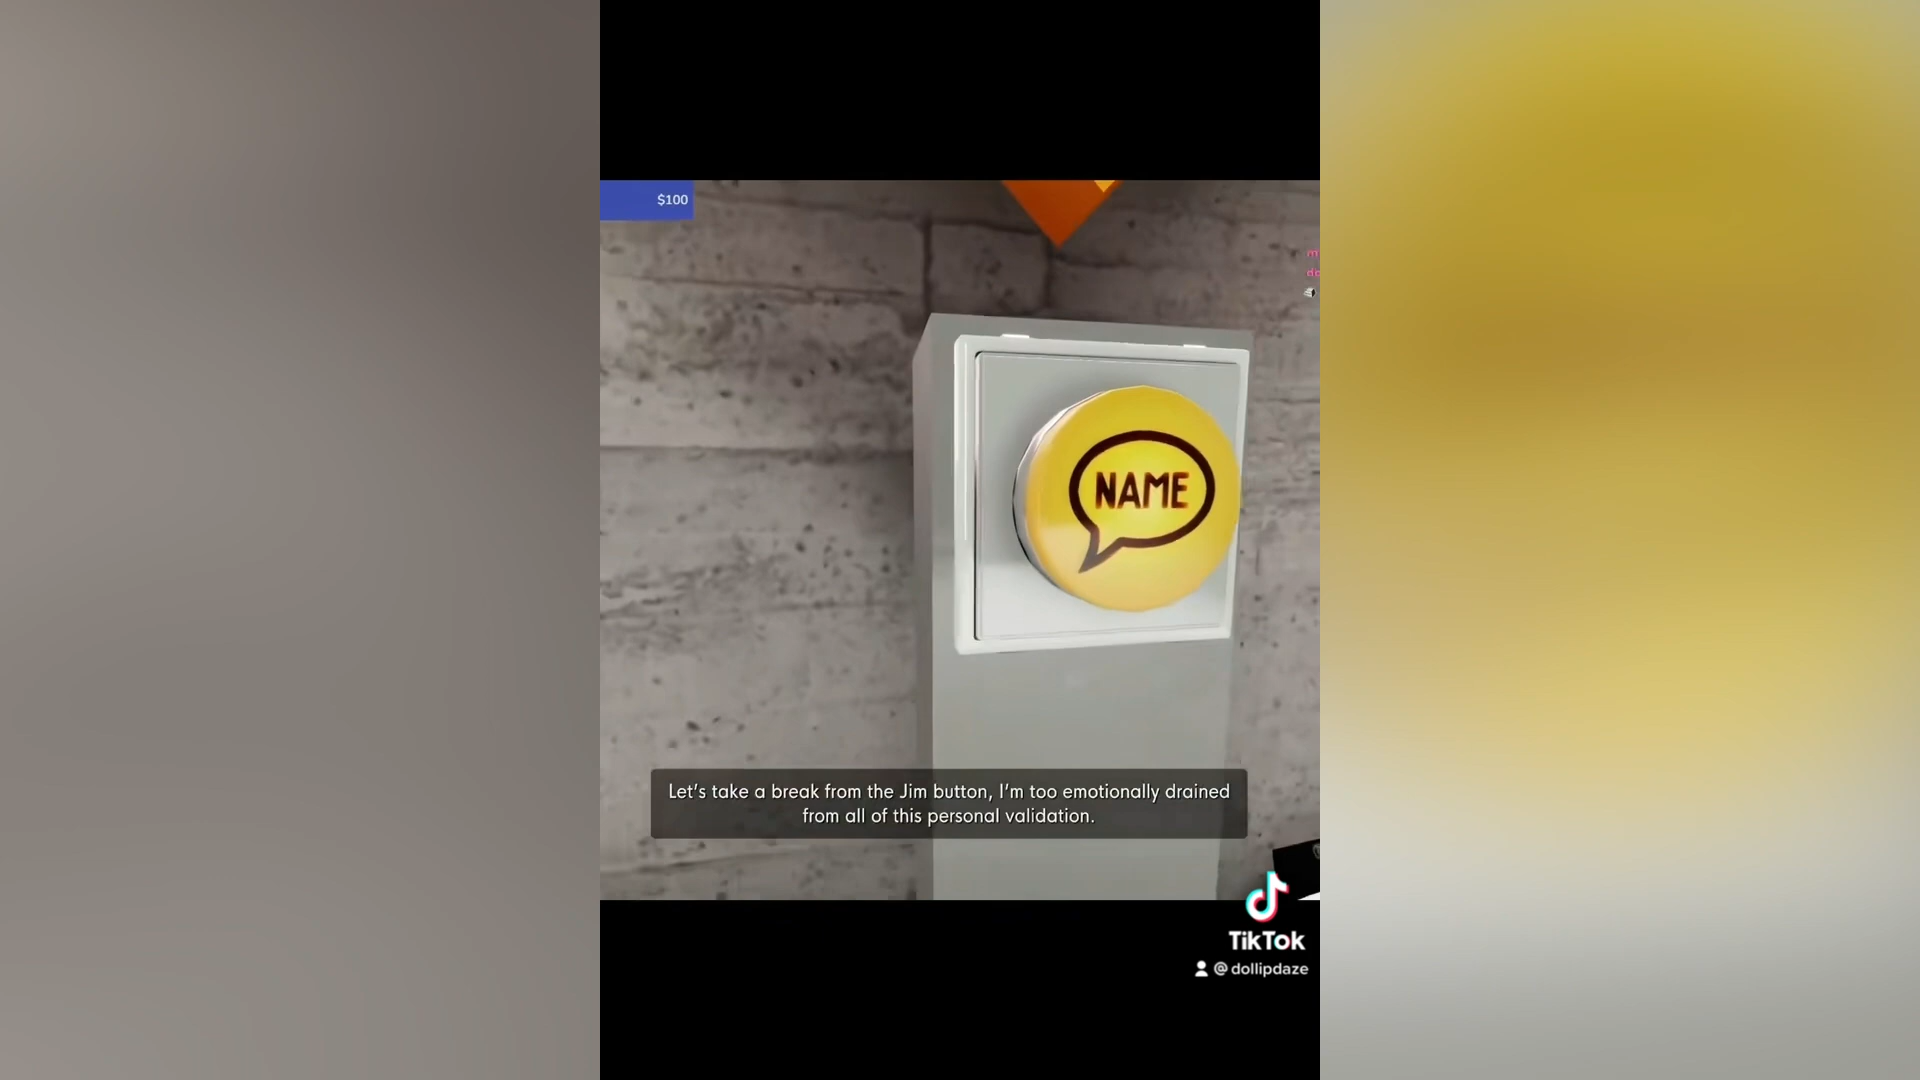 $100
NAME
Let's take a break from the Jim button, I'm too emotionally drained
from all of this personal validation.
TikTok
@dollipdaze